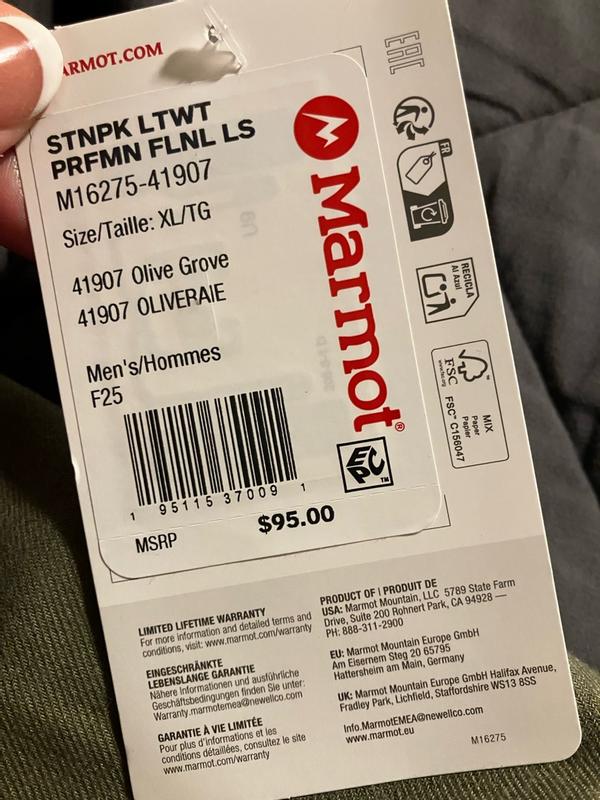 ARMOT.COM
STNPK LTWT
PRFMN FLNL LS
M16275-41907
Size/Taille: XL/TG
41907 Olive Grove
41907 OLIVERAIE
Men's/Hommes
F25
1 95115 37009 1
MSRP $95.00
Marmot®
EPC™
EAC
FR
RECICLA
Al Azul
FSC
www.fsc.org
MIX
Paper
Papier
FSC™ C156047
LIMITED LIFETIME WARRANTY
For more information and detailed terms and
conditions, visit: www.marmot.com/warranty
EINGESCHRÄNKTE
LEBENSLANGE GARANTIE
Nähere Informationen und ausführliche
Geschäftsbedingungen finden Sie unter:
Warranty.marmotemea@newellco.com
GARANTIE À VIE LIMITÉE
Pour plus d'informations et les
conditions détaillées, consultez le site
www.marmot.com/warranty
PRODUCT OF | PRODUIT DE
USA: Marmot Mountain, LLC 5789 State Farm
Drive, Suite 200 Rohnert Park, CA 94928 —
PH: 888-311-2900
EU: Marmot Mountain Europe GmbH
Am Eisernem Steg 20 65795
Hattersheim am Main, Germany
UK: Marmot Mountain Europe GmbH Halifax Avenue,
Fradley Park, Lichfield, Staffordshire WS13 8SS
Info.MarmotEMEA@newellco.com
www.marmot.eu
M16275